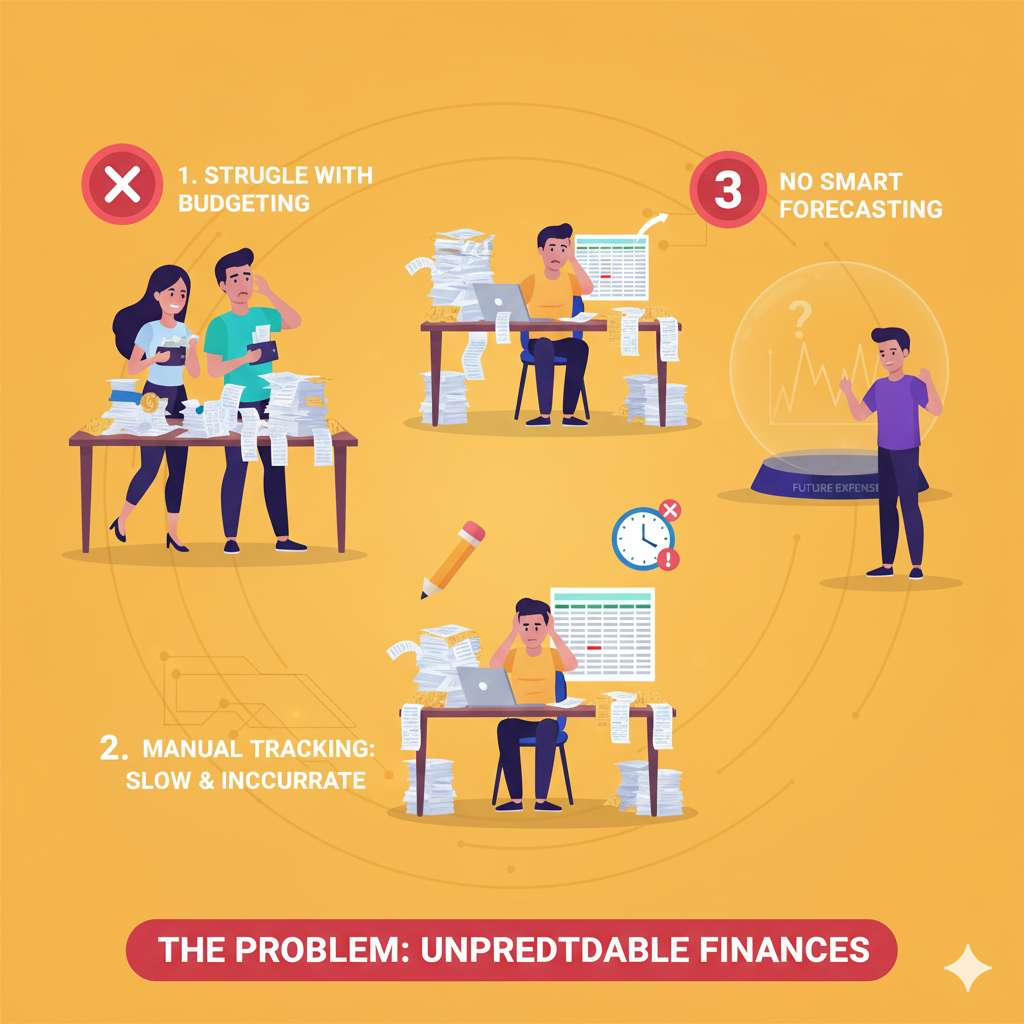 1. STRUGLE WITH
BUDGETING
3
NO SMART
FORECASTING
?
FUTURE EXPENSE
!
2. MANUAL TRACKING:
SLOW & INCCURRATE
THE PROBLEM: UNPREDTDABLE FINANCES